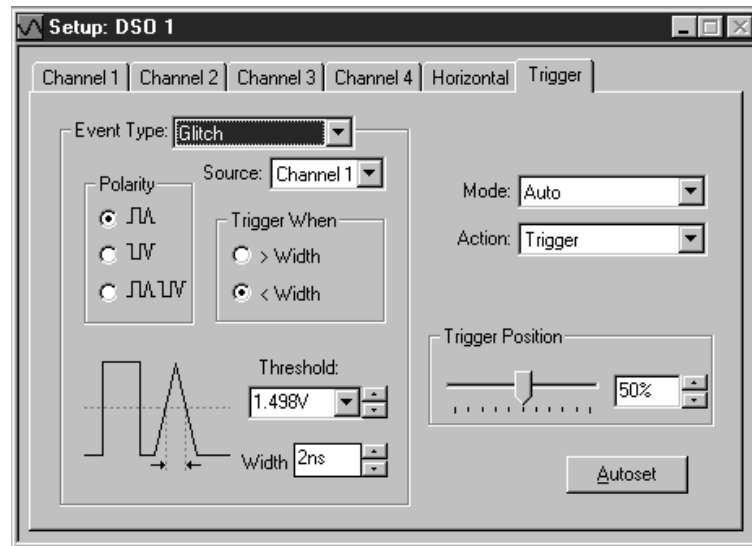 Setup: DSO 1
Channel 1 Channel 2 Channel 3 Channel 4 Horizontal Trigger
Event Type: Glitch
Source: Channel 1
Polarity
Trigger When
> Width
< Width
Mode: Auto
Action: Trigger
Threshold:
1.498V
Width 2ns
Trigger Position
50%
Autoset